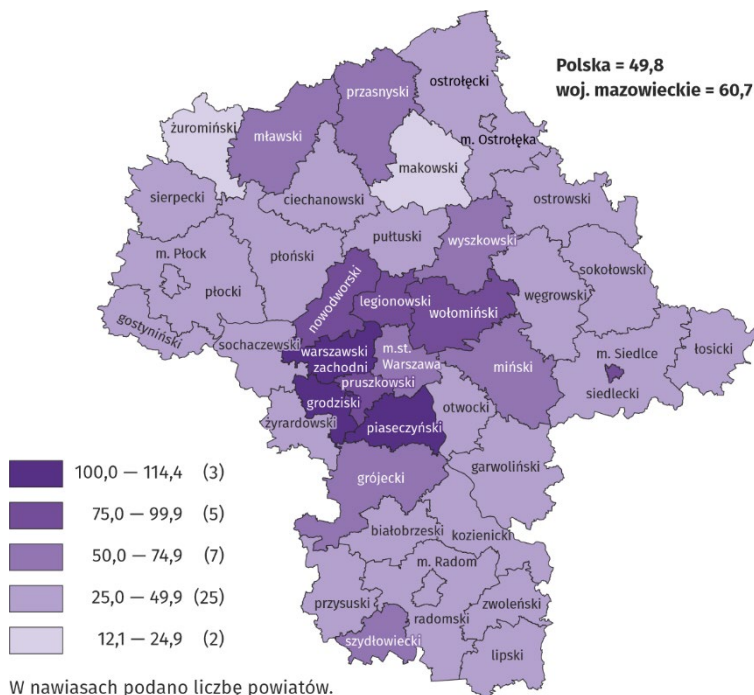 Polska = 49,8
woj. mazowieckie = 60,7
ostrołęcki
przasnyski
żuromiński
mławski
m. Ostrołęka
makowski
sierpecki
ciechanowski
ostrowski
pułtuski
wyszkowski
m. Płock
płoński
sokołowski
nowodworski
legionowski
węgrowski
płocki
wołomiński
gostyniński
sochaczewski
warszawski
zachodni
m.st.
Warszawa
m. Siedlce
łosicki
miński
pruszkowski
siedlecki
grodziski
otwocki
żyrardowski
piaseczyński
garwoliński
grójecki
białobrzeski
kozienicki
m. Radom
przysuski
zwoleński
radomski
szydłowiecki
lipski
100,0 — 114,4 (3)
75,0 — 99,9 (5)
50,0 — 74,9 (7)
25,0 — 49,9 (25)
12,1 — 24,9 (2)
W nawiasach podano liczbę powiatów.